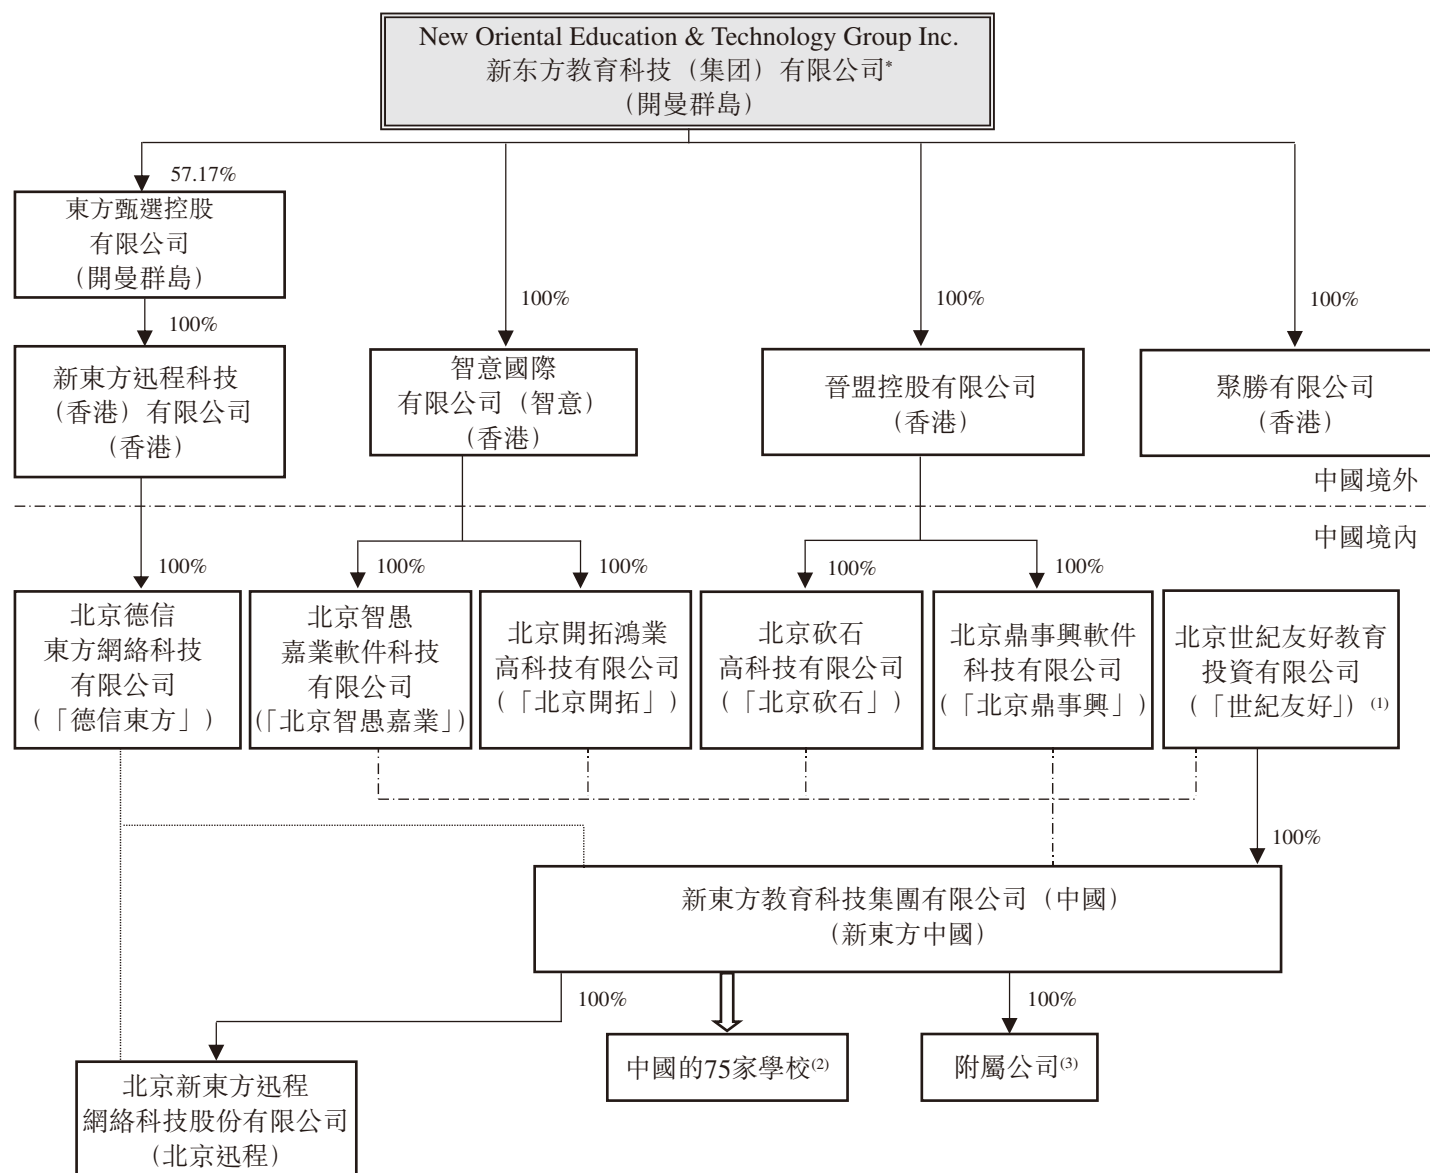 New Oriental Education & Technology Group Inc.
新东方教育科技（集团）有限公司*
（開曼群島）
57.17%
東方甄選控股
有限公司
（開曼群島）
100%
100%
100%
100%
新東方迅程科技
（香港）有限公司
（香港）
智意國際
有限公司（智意）
（香港）
晉盟控股有限公司
（香港）
聚勝有限公司
（香港）
中國境外
中國境內
100%
100%
100%
100%
100%
北京德信
東方網絡科技
有限公司
（「德信東方」）
北京智愚
嘉業軟件科技
有限公司
（「北京智愚嘉業」）
北京開拓鴻業
高科技有限公司
（「北京開拓」）
北京砍石
高科技有限公司
（「北京砍石」）
北京鼎事興軟件
科技有限公司
（「北京鼎事興」）
北京世紀友好教育
投資有限公司
（「世紀友好」）(1)
100%
新東方教育科技集團有限公司（中國）
（新東方中國）
100%
100%
中國的75家學校(2)
附屬公司(3)
北京新東方迅程
網絡科技股份有限公司
（北京迅程）